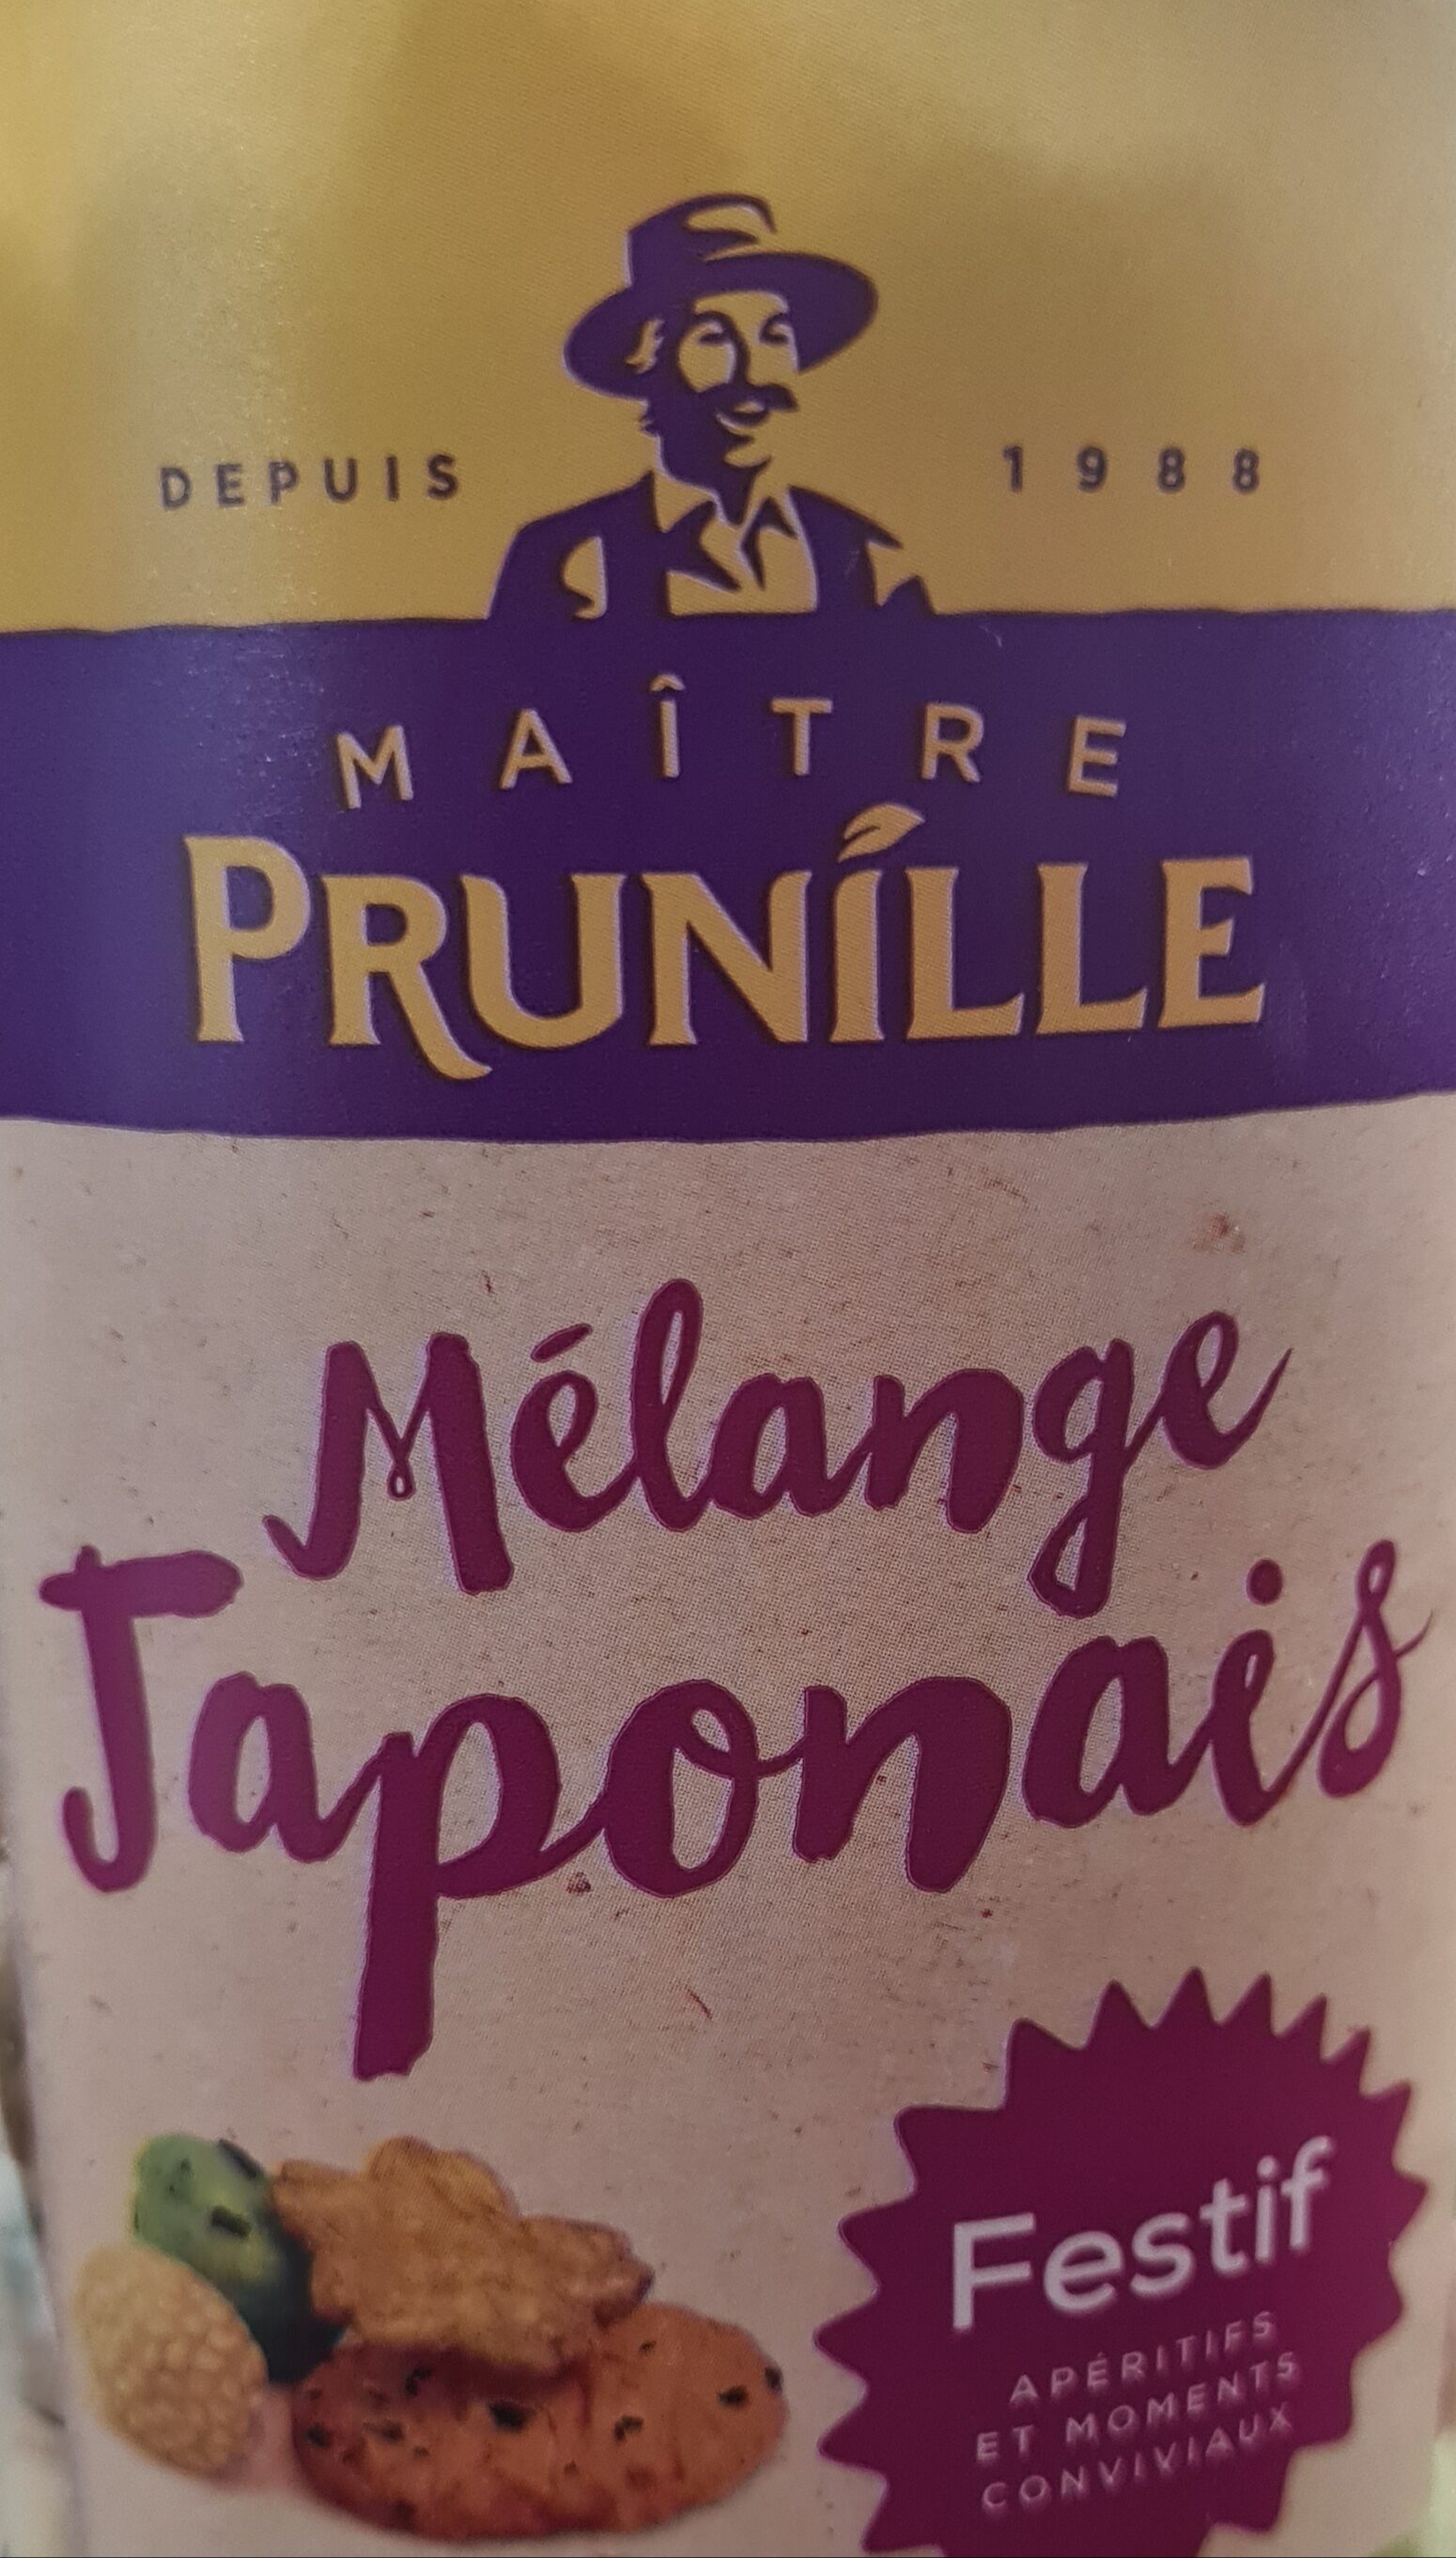 DEPUIS 1988
MAÎTRE
PRUNILLE
Mélange
Japonais
Festif
APÉRITIFS
ET MOMENTS
CONVIVIAUX